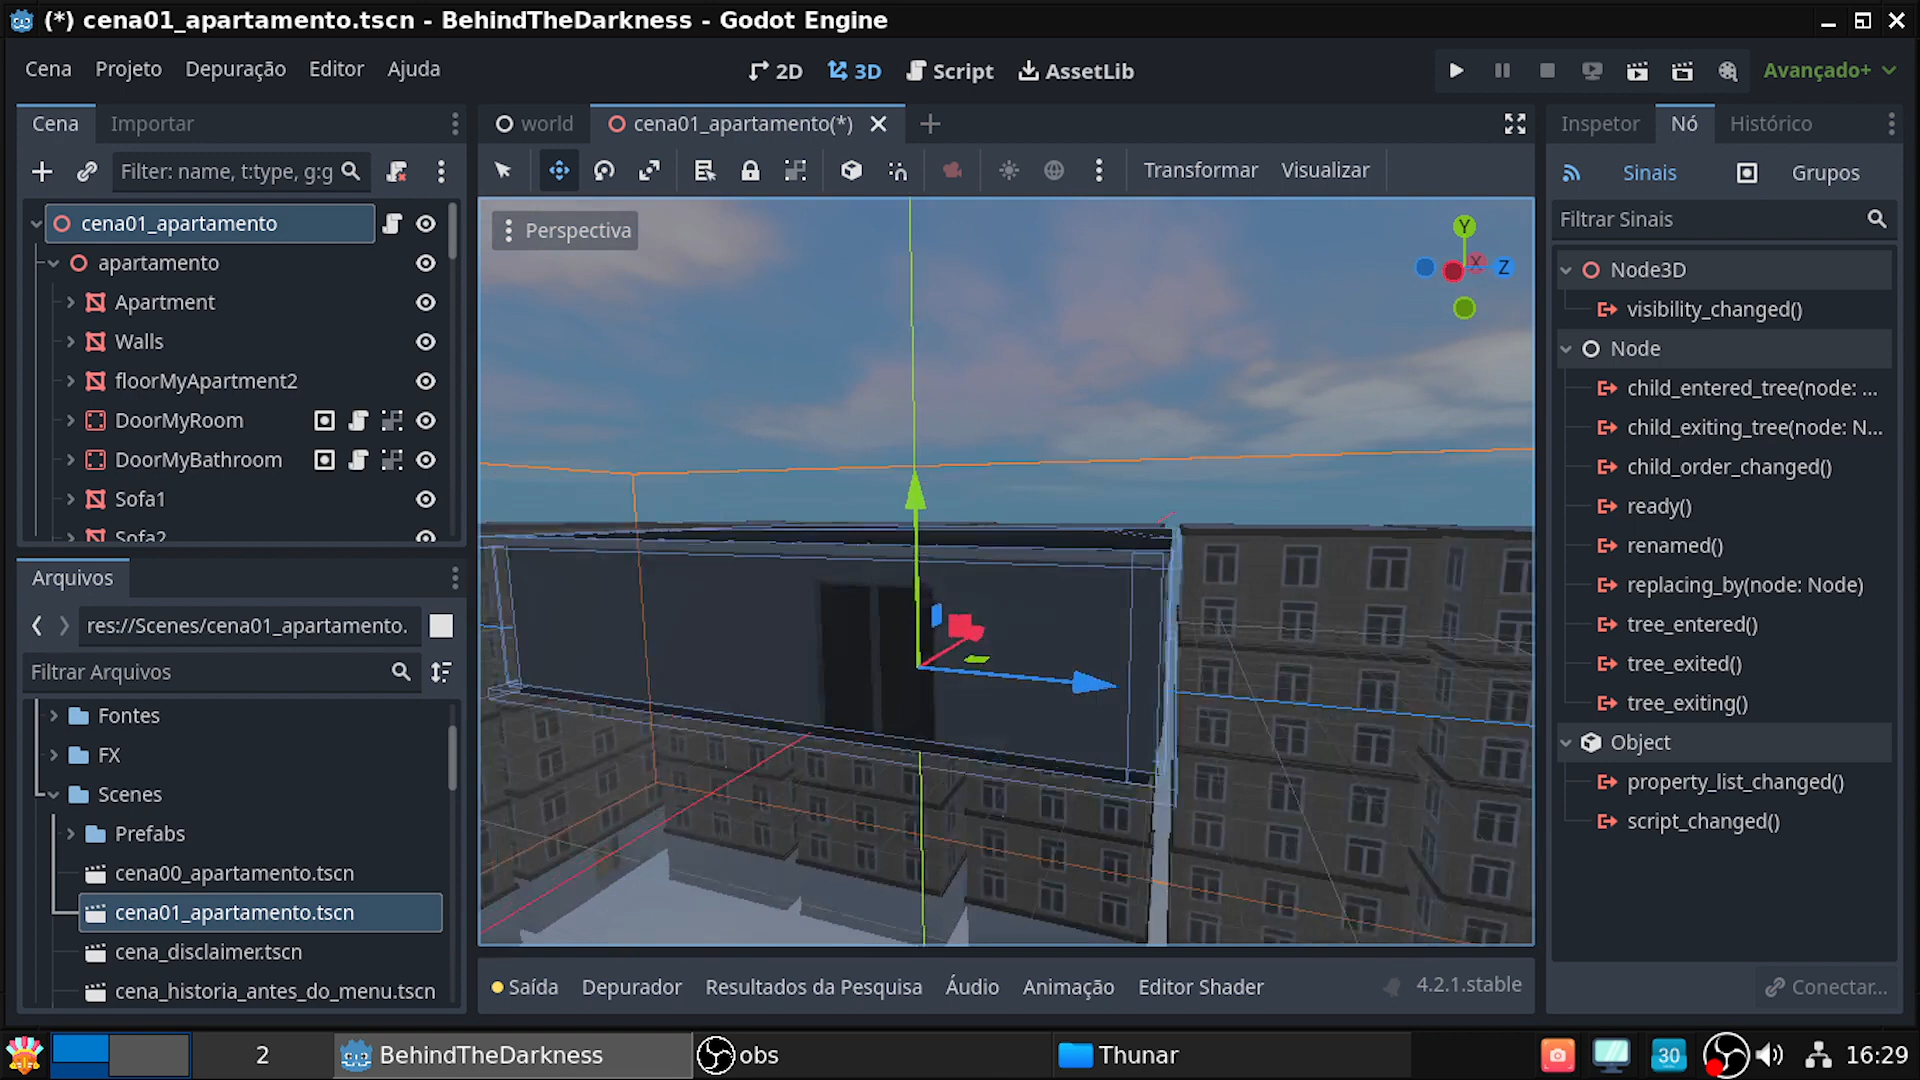 (*) cena01_apartamento.tscn - BehindTheDarkness - Godot Engine
Cena Projeto Depuração Editor Ajuda
2D 3D Script AssetLib
Avançado+
Cena Importar
world cena01_apartamento(*)
Inspetor Nó Histórico
Filter: name, t:type, g:g
Transformar Visualizar
Sinais Grupos
Filtrar Sinais
cena01_apartamento
apartamento
Apartment
Walls
floorMyApartment2
DoorMyRoom
DoorMyBathroom
Sofa1
Sofa2
Perspectiva
Y
X
Z
Node3D
visibility_changed()
Node
child_entered_tree(node: ...
child_exiting_tree(node: N...
child_order_changed()
ready()
renamed()
replacing_by(node: Node)
tree_entered()
tree_exited()
tree_exiting()
Object
property_list_changed()
script_changed()
Conectar...
Arquivos
res://Scenes/cena01_apartamento.
Filtrar Arquivos
Fontes
FX
Scenes
Prefabs
cena00_apartamento.tscn
cena01_apartamento.tscn
cena_disclaimer.tscn
cena_historia_antes_do_menu.tscn
Saída Depurador Resultados da Pesquisa Áudio Animação Editor Shader 4.2.1.stable
2 BehindTheDarkness obs Thunar 30 16:29